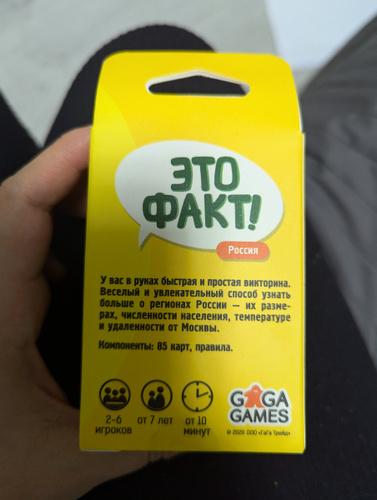 ЭТО
ФАКТ!
Россия
У вас в руках быстрая и простая викторина.
Веселый и увлекательный способ узнать
больше о регионах России — их разме-
рах, численности населения, температуре
и удаленности от Москвы.
Компоненты: 85 карт, правила.
2-6
игроков
от 7 лет
от 10
минут
GAGA
GAMES
© 2020 ООО «ГаГа Трейд»